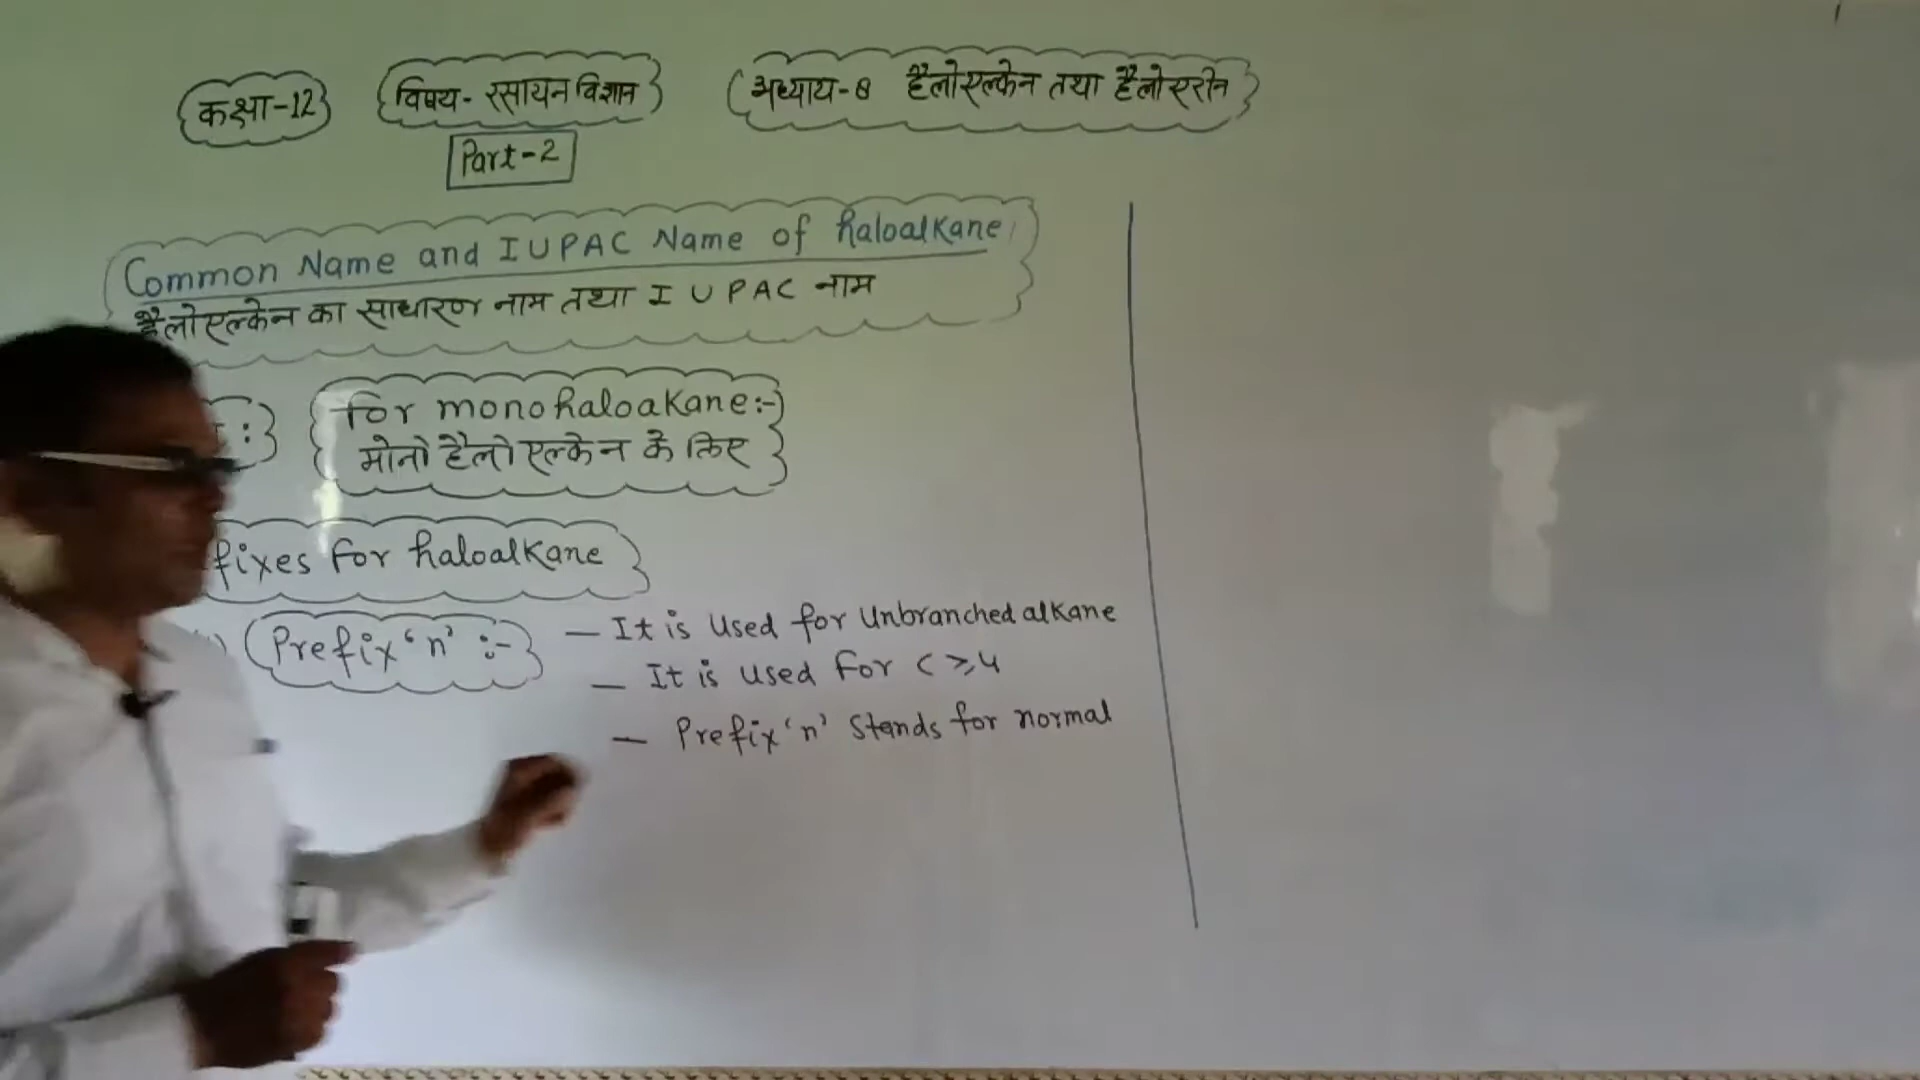 कक्षा-12 विषय- रसायन विज्ञान अध्याय-8 हैलोएल्केन तथा हैलोएरीन
Part-2
Common Name and IUPAC Name of haloalkane
हैलोएल्केन का साधारण नाम तथा IUPAC नाम
for monohaloakane:-
मोनोहैलोएल्केन के लिए
fixes for haloalkane
Prefix 'n' :- — It is used for unbranched alkane
— It is used for C ≥ 4
— Prefix 'n' stands for normal